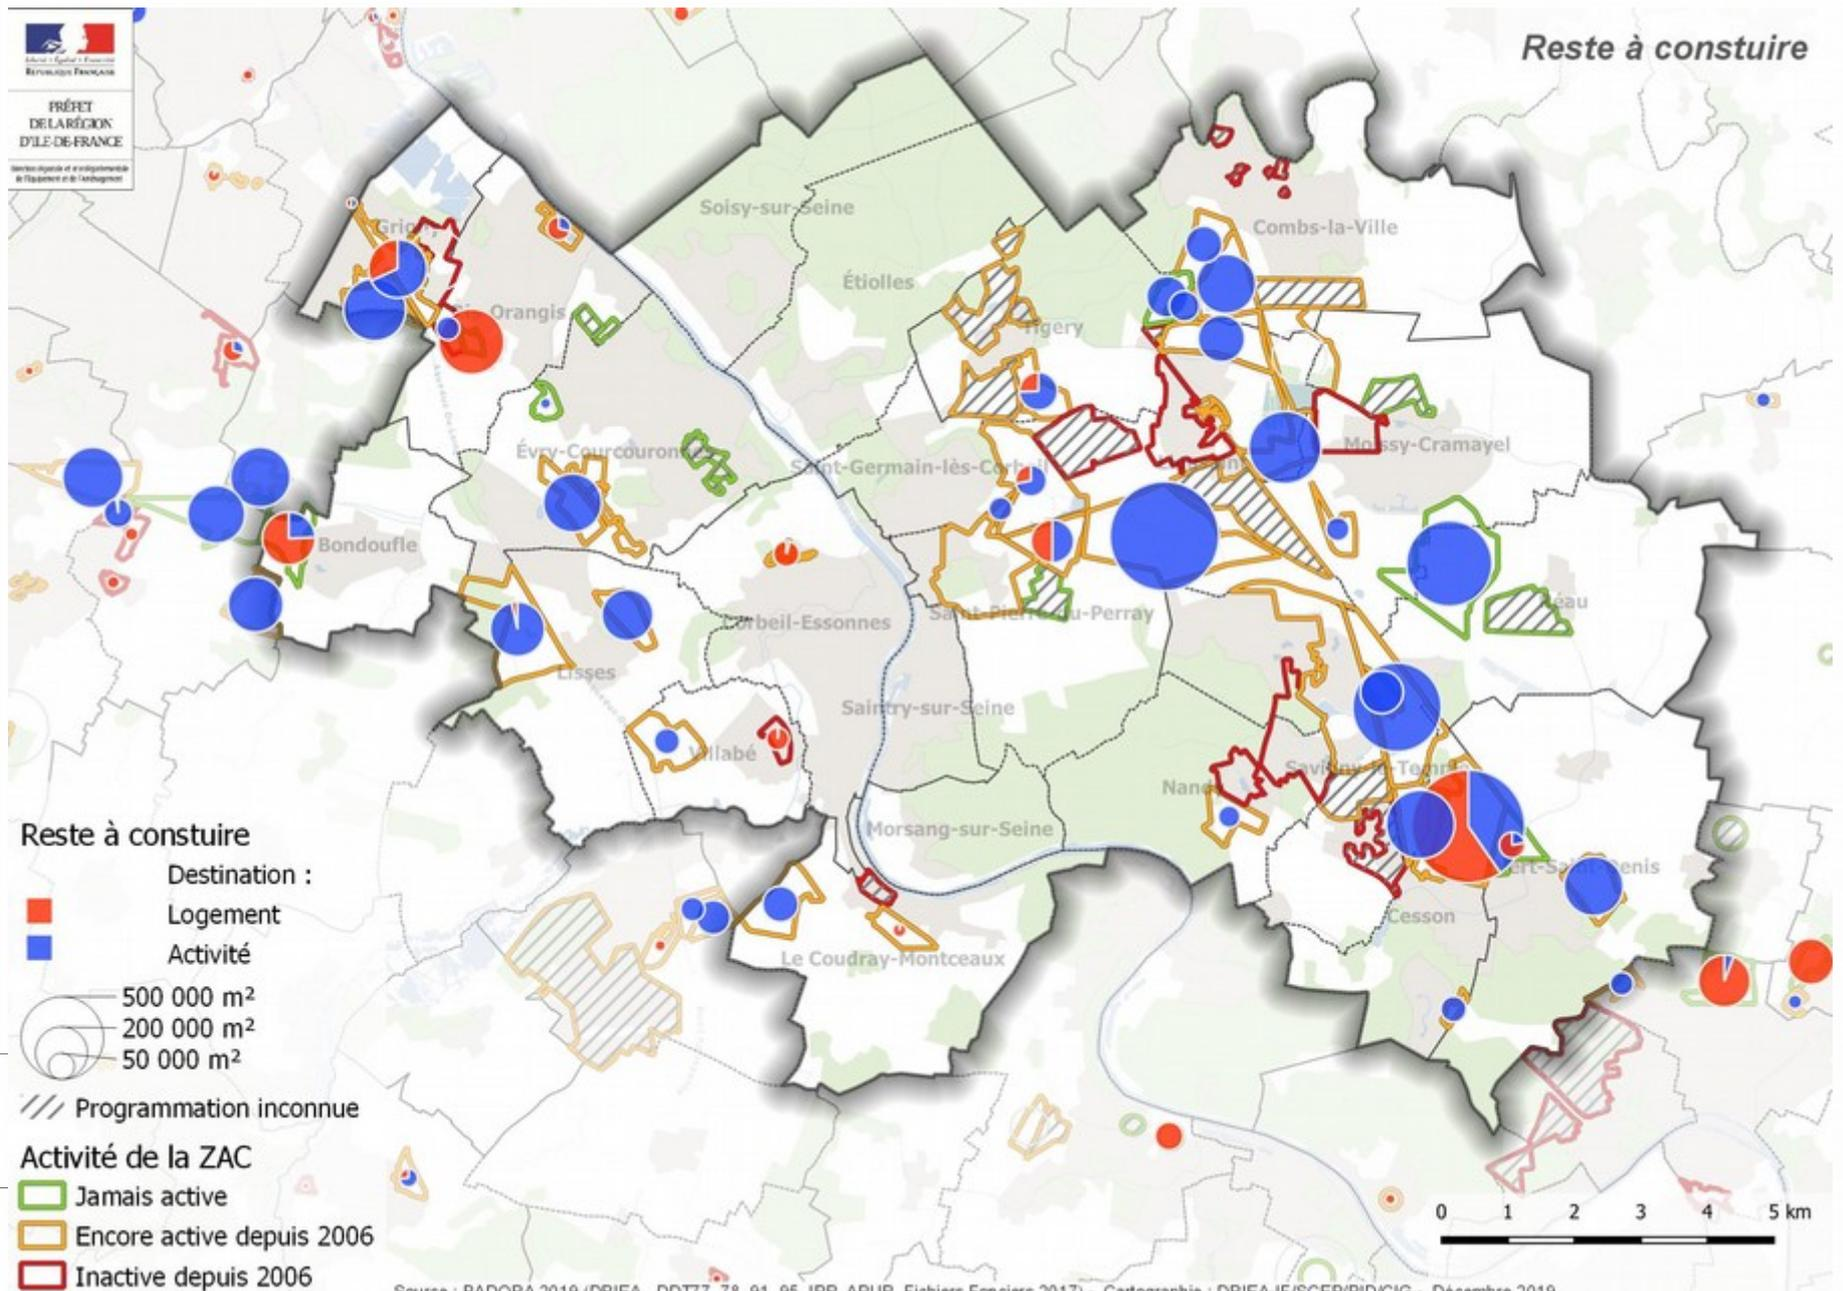 RÉPUBLIQUE FRANÇAISE
PRÉFET
DE LA RÉGION
D'ILE-DE-FRANCE
Reste à constuire
Soisy-sur-Seine
Combs-la-Ville
Étiolles
Orangis
Tigery
Évry-Courcouronnes
Saint-Germain-lès-Corbeil
Moissy-Cramayel
Bondoufle
Saint-Pierre-du-Perray
Corbeil-Essonnes
Lisses
Saintry-sur-Seine
Villabé
Savigny-le-Temple
Morsang-sur-Seine
Cesson
Le Coudray-Montceaux
Reste à constuire
Destination :
Logement
Activité
500 000 m²
200 000 m²
50 000 m²
Programmation inconnue
Activité de la ZAC
Jamais active
Encore active depuis 2006
Inactive depuis 2006
0 1 2 3 4 5 km